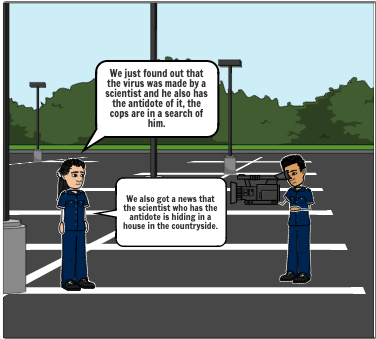 We just found out that
the virus was made by a
scientist and he also has
the antidote of it, the
cops are in a search of
him.
We also got a news that
the scientist who has the
antidote is hiding in a
house in the countryside.